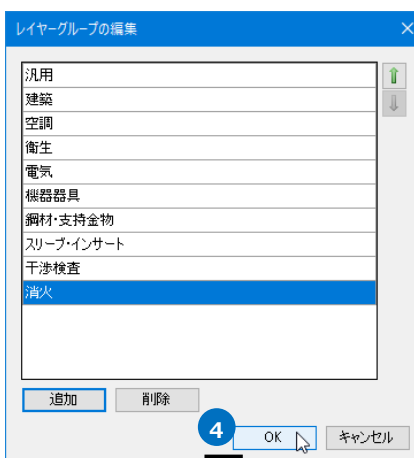 レイヤーグループの編集
汎用
建築
空調
衛生
電気
機器器具
鋼材・支持金物
スリーブ・インサート
干渉検査
消火
追加
削除
4
OK
キャンセル